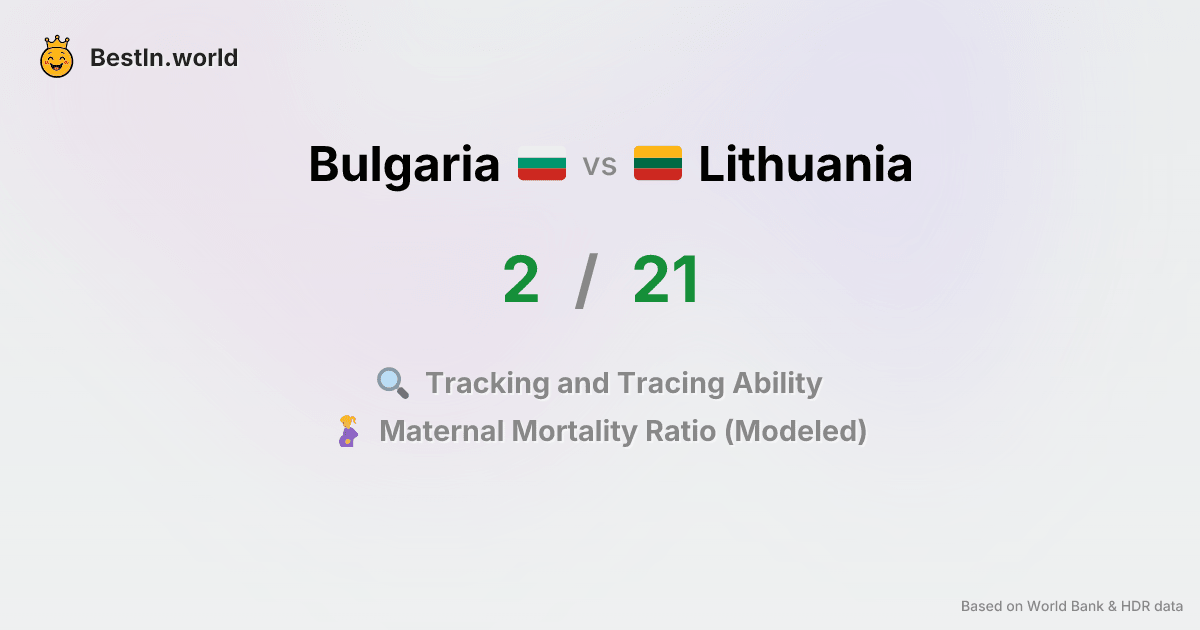 BestIn.world
Bulgaria vs Lithuania
2 / 21
Tracking and Tracing Ability
Maternal Mortality Ratio (Modeled)
Based on World Bank & HDR data